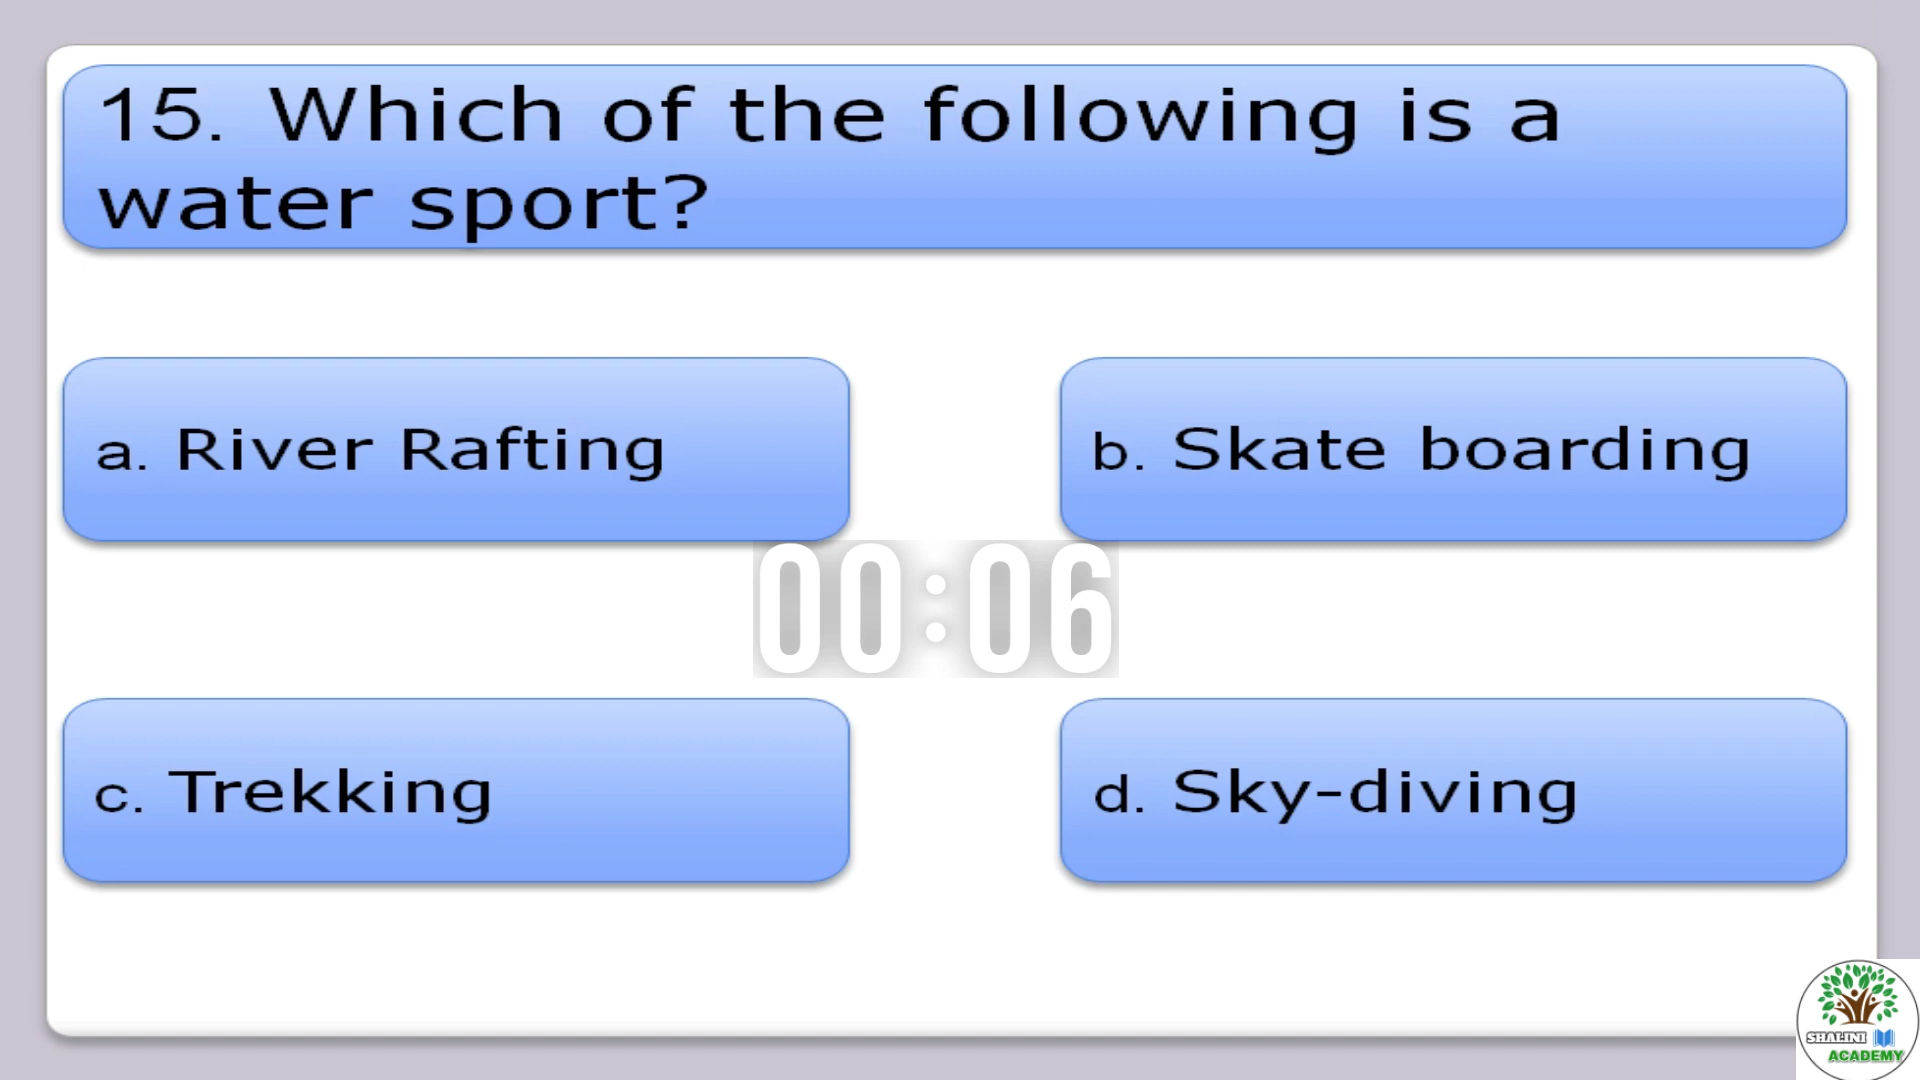 15. Which of the following is a
water sport?
a. River Rafting
b. Skate boarding
00:06
c. Trekking
d. Sky-diving
SHALINI
ACADEMY